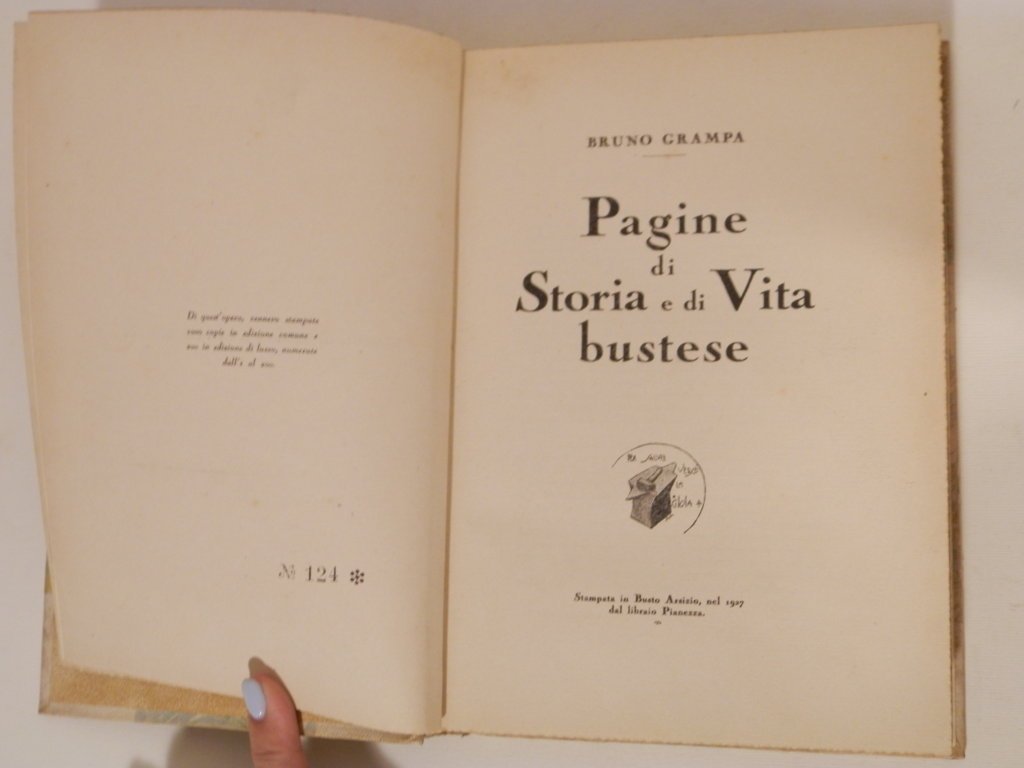 Di quest'opera, vennero stampate
copie in edizione comune e
in edizione di lusso, numerate
dall'1 al
№ 124 ✻
BRUNO GRAMPA
Pagine
di
Storia e di Vita
bustese
Stampata in Busto Arsizio, nel 1927
dal libraio Pianezza.